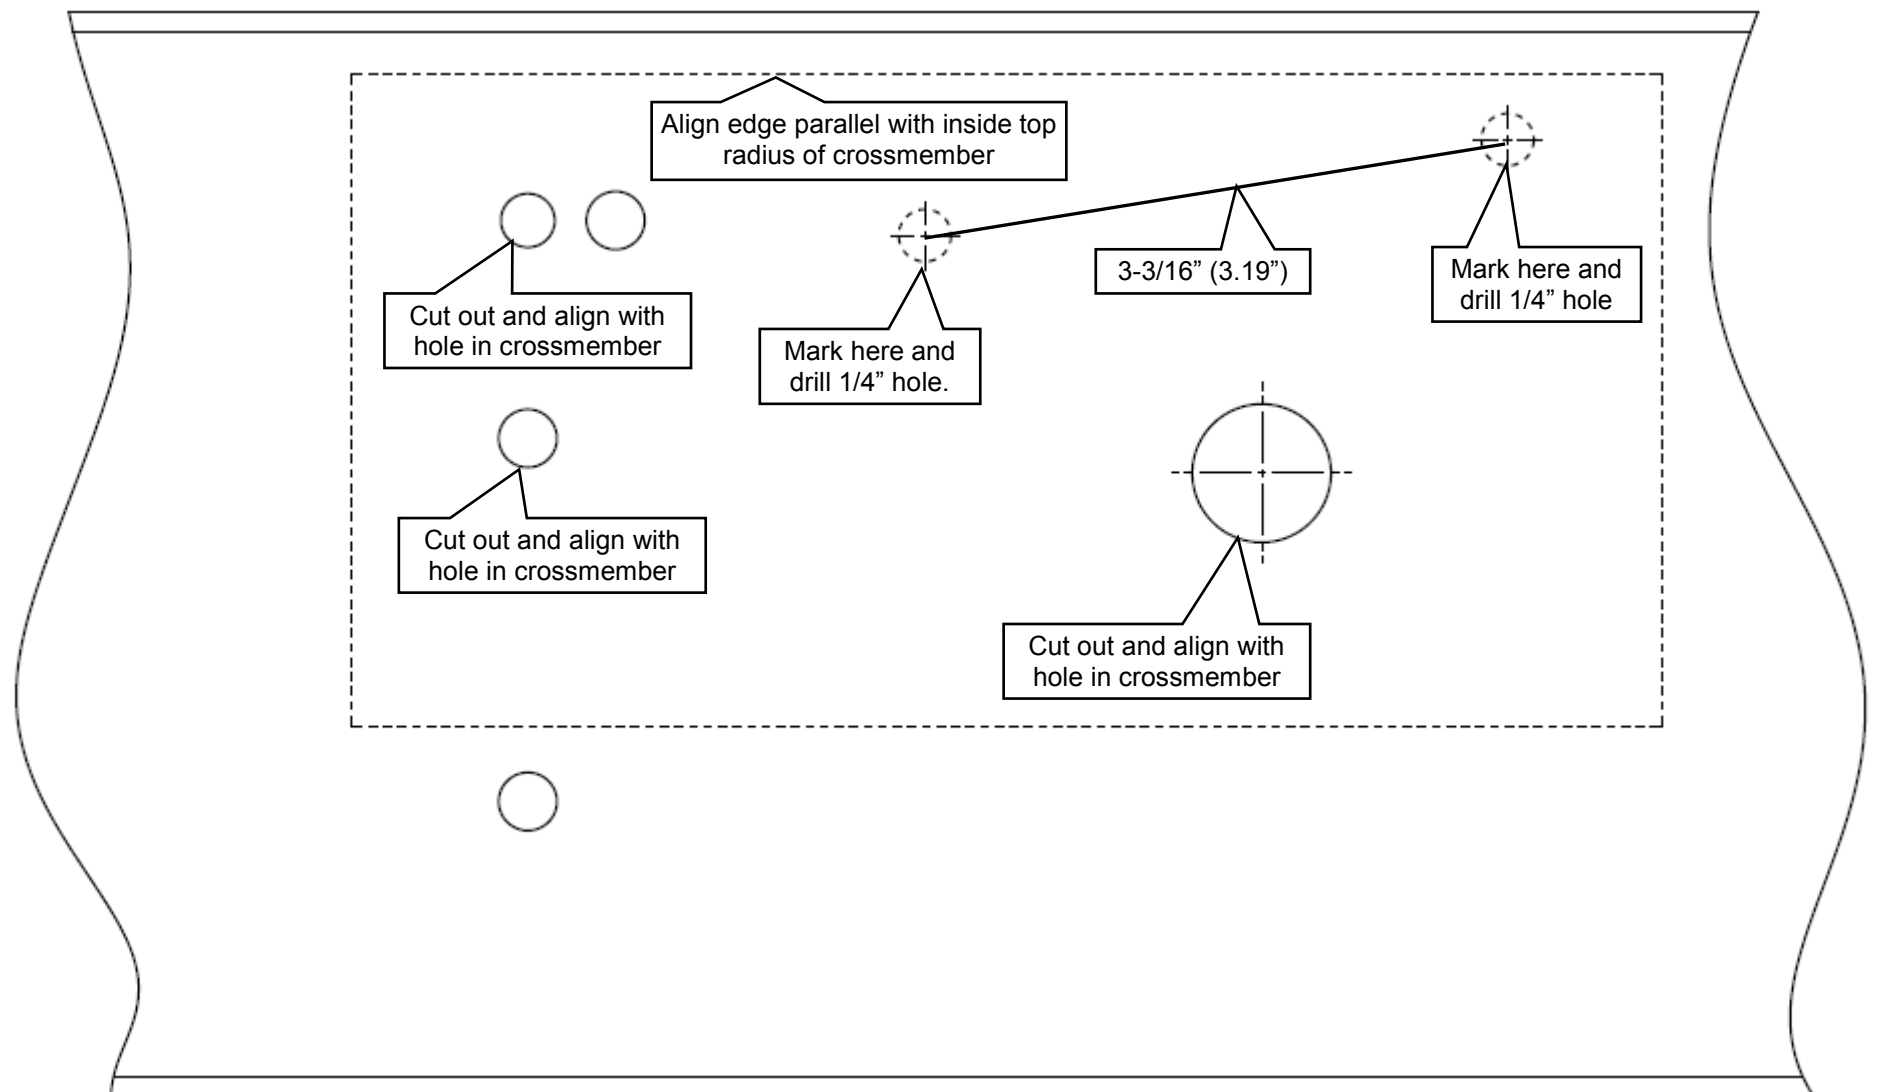 Align edge parallel with inside top
radius of crossmember
3-3/16” (3.19”)
Mark here and
drill 1/4” hole
Cut out and align with
hole in crossmember
Mark here and
drill 1/4” hole.
Cut out and align with
hole in crossmember
Cut out and align with
hole in crossmember